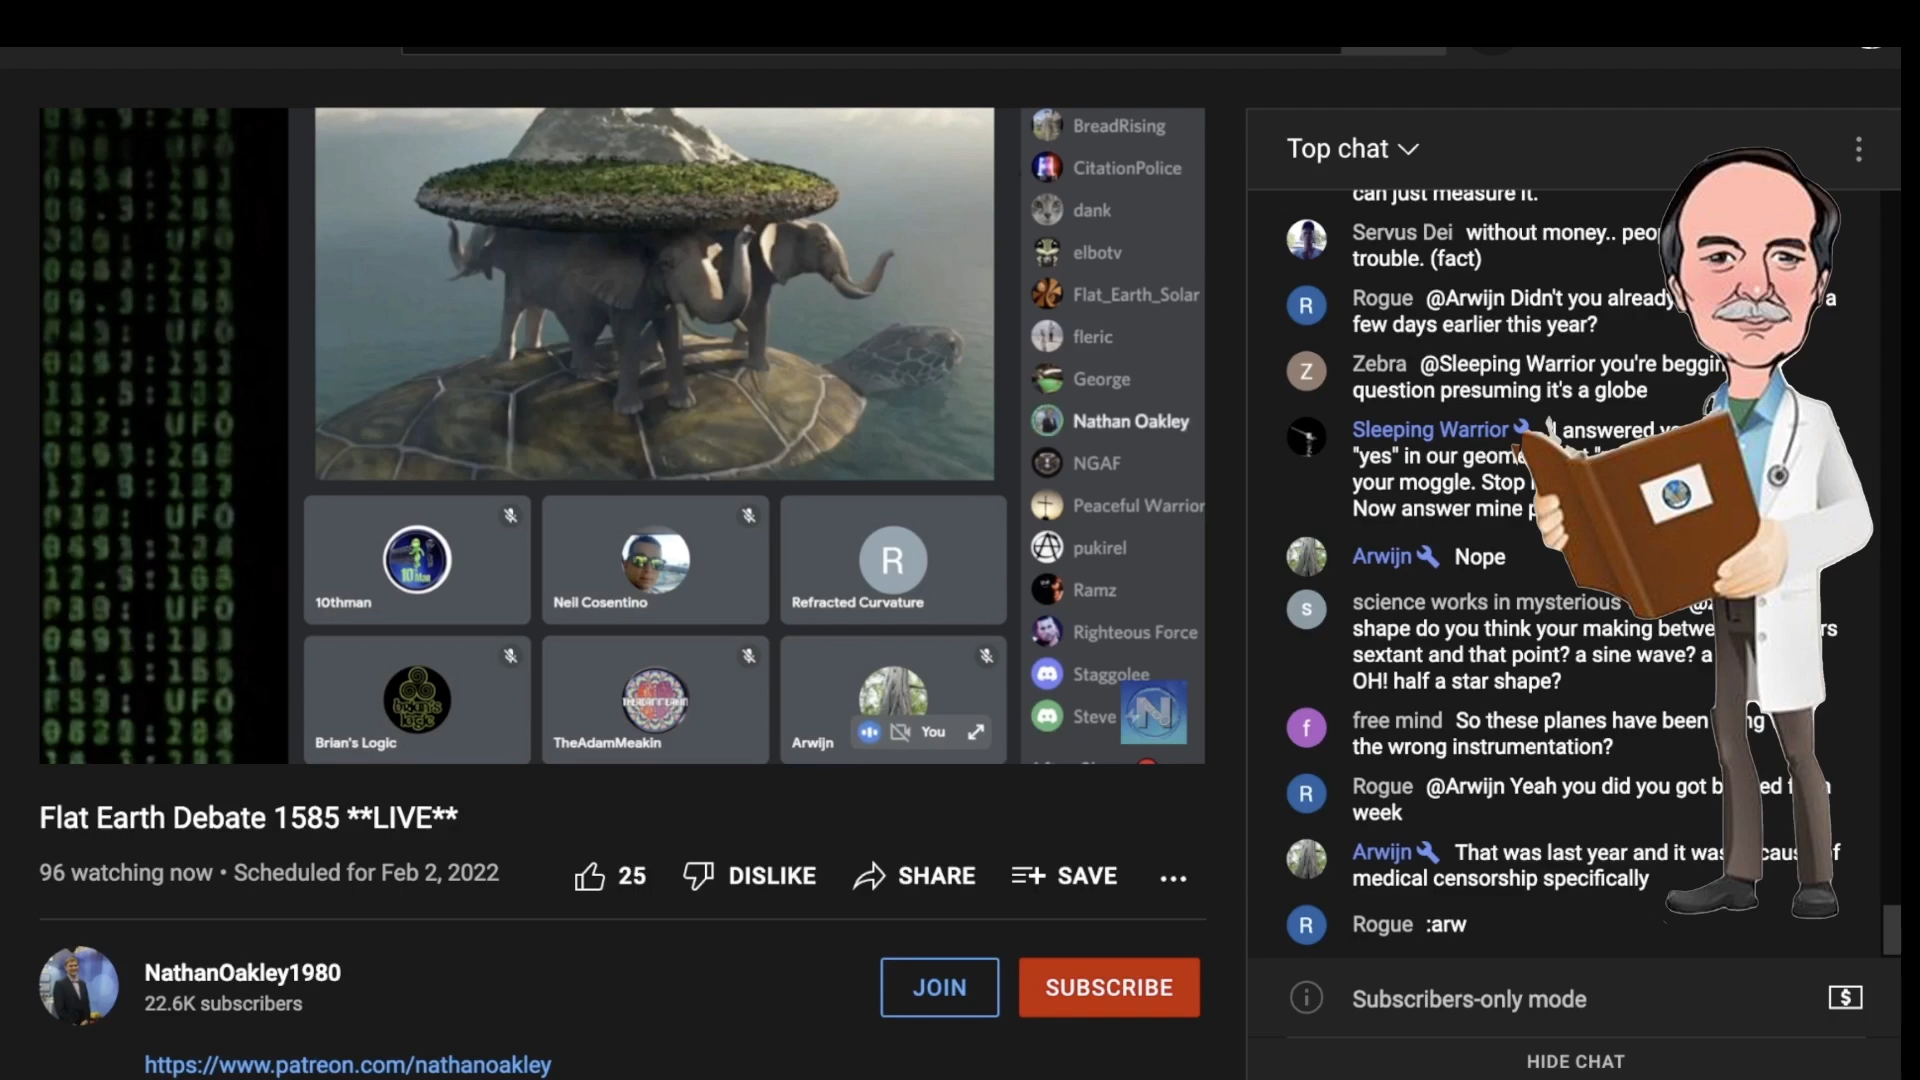 BreadRising
CitationPolice
dank
elbotv
Flat_Earth_Solar
fleric
George
Nathan Oakley
NGAF
Peaceful Warrior
pukirel
Ramz
Righteous Force
Staggolee
Steve
10thman
Neil Cosentino
R
Refracted Curvature
Brian's Logic
TheAdamMeakin
Arwijn
You
Flat Earth Debate 1585 **LIVE**
96 watching now • Scheduled for Feb 2, 2022
25
DISLIKE
SHARE
SAVE
NathanOakley1980
22.6K subscribers
JOIN
SUBSCRIBE
https://www.patreon.com/nathanoakley
Top chat
can just measure it.
Servus Dei without money..
trouble. (fact)
R
Rogue @Arwijn Didn't you already a
few days earlier this year?
Z
Zebra @Sleeping Warrior you're
question presuming it's a globe
Sleeping Warrior I answered
"yes" in our
your moggle. Stop
Now answer mine
Arwijn Nope
s
science works in mysterious
shape do you think your making
sextant and that point? a sine wave? a
OH! half a star shape?
f
free mind So these planes have been
the wrong instrumentation?
R
Rogue @Arwijn Yeah you did you got
week
Arwijn That was last year and it was
medical censorship specifically
R
Rogue :arw
Subscribers-only mode
HIDE CHAT